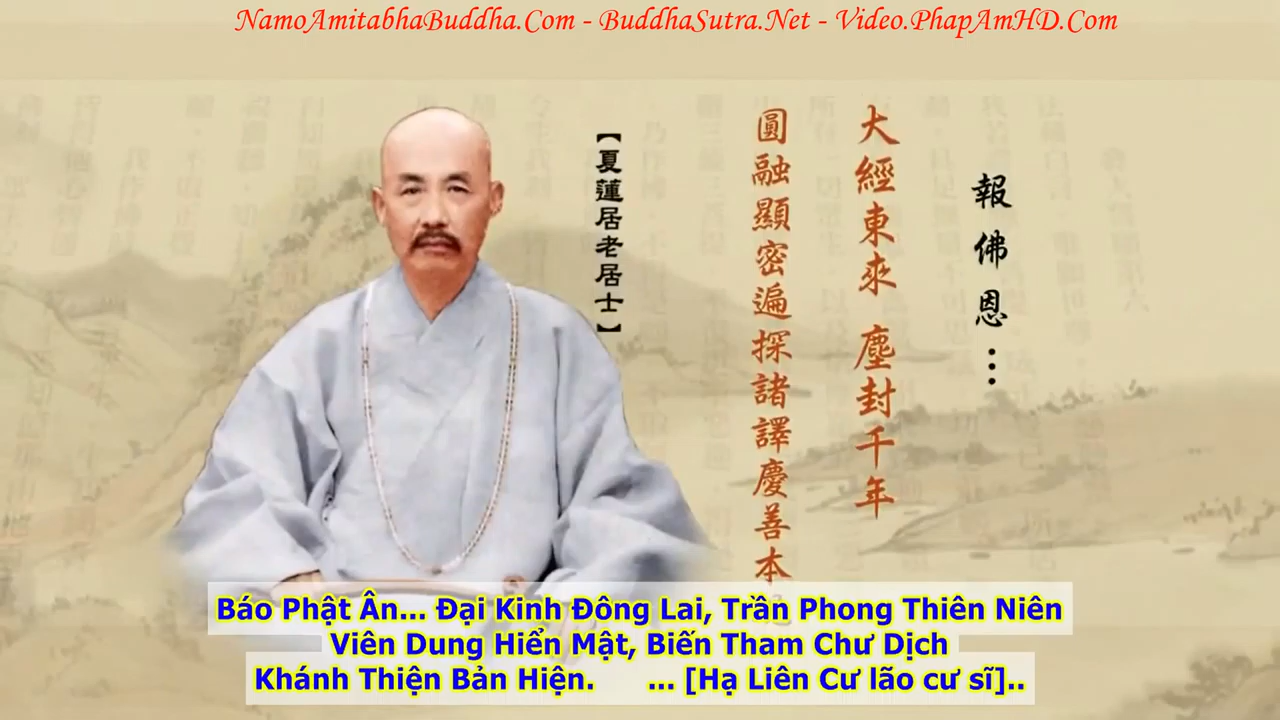 NamoAmitabhaBuddha.Com - BuddhaSutra.Net - Video.PhapAmHD.Com
報佛恩…
大經東來 塵封千年
圓融顯密遍探諸譯慶善本
【夏蓮居老居士】
Báo Phật Ân... Đại Kinh Đông Lai, Trần Phong Thiên Niên
Viên Dung Hiển Mật, Biến Tham Chư Dịch
Khánh Thiện Bản Hiện. ... [Hạ Liên Cư lão cư sĩ]..